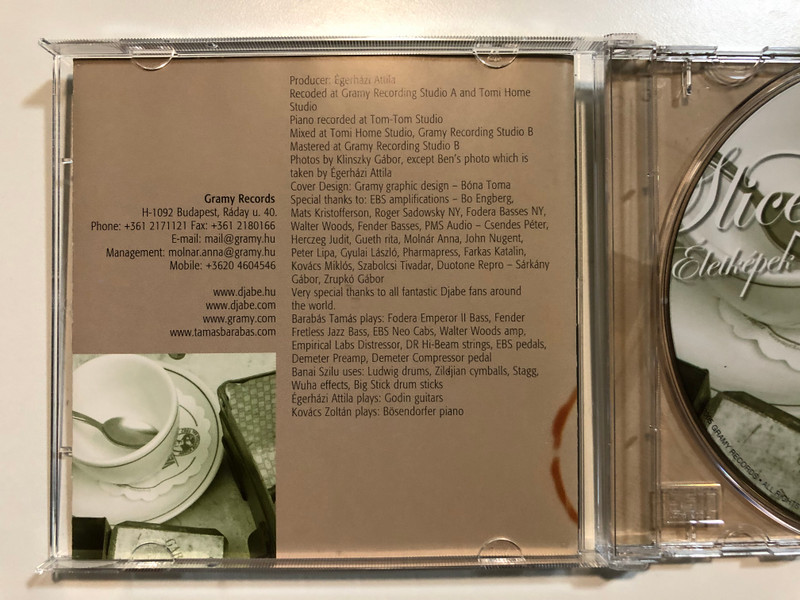 Gramy Records
H-1092 Budapest, Ráday u. 40.
Phone: +361 2171121 Fax: +361 2180166
E-mail: mail@gramy.hu
Management: molnar.anna@gramy.hu
Mobile: +3620 4604546
www.djabe.hu
www.djabe.com
www.gramy.com
www.tamasbarabas.com
Producer: Égerházi Attila
Recoded at Gramy Recording Studio A and Tomi Home
Studio
Piano recorded at Tom-Tom Studio
Mixed at Tomi Home Studio, Gramy Recording Studio B
Mastered at Gramy Recording Studio B
Photos by Klinszky Gábor, except Ben's photo which is
taken by Égerházi Attila
Cover Design: Gramy graphic design – Bóna Toma
Special thanks to: EBS amplifications – Bo Engberg,
Mats Kristofferson, Roger Sadowsky NY, Fodera Basses NY,
Walter Woods, Fender Basses, PMS Audio – Csendes Péter,
Herczeg Judit, Gueth rita, Molnár Anna, John Nugent,
Peter Lipa, Gyulai László, Pharmapress, Farkas Katalin,
Kovács Miklós, Szabolcsi Tivadar, Duotone Repro – Sárkány
Gábor, Zrupkó Gábor
Very special thanks to all fantastic Djabe fans around
the world.
Barabás Tamás plays: Fodera Emperor II Bass, Fender
Fretless Jazz Bass, EBS Neo Cabs, Walter Woods amp,
Empirical Labs Distressor, DR Hi-Beam strings, EBS pedals,
Demeter Preamp, Demeter Compressor pedal
Banai Szilu uses: Ludwig drums, Zildjian cymballs, Stagg,
Wuha effects, Big Stick drum sticks
Égerházi Attila plays: Godin guitars
Kovács Zoltán plays: Bösendorfer piano
Slice
Életképek
GRAMY RECORDS • ALL RIGHTS